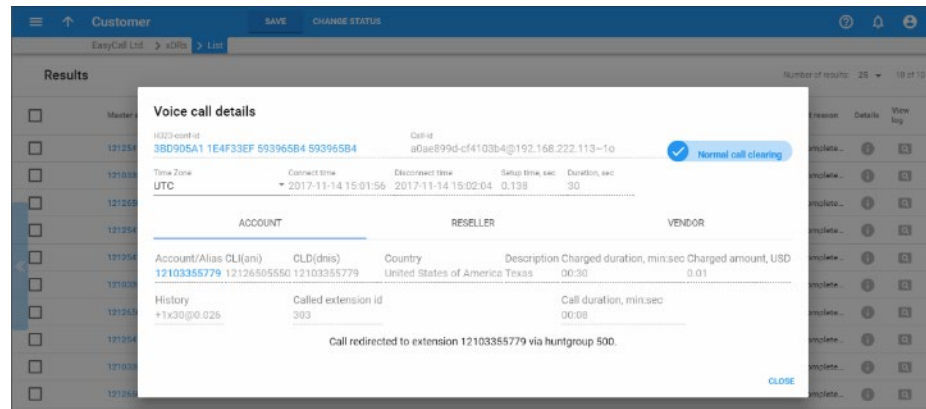 Customer
SAVE
CHANGE STATUS
EasyCall Ltd. > xDRs > List
Results
Number of results: 25
Details
View log
Voice call details
H323-conf-id
3BD905A1 1E4F33EF 593965B4 593965B4
Call-id
a0ae899d-cf4103b4@192.168.222.113~1o
Normal call clearing
Time Zone
UTC
Connect time
2017-11-14 15:01:56
Disconnect time
2017-11-14 15:02:04
Setup time, sec
0.138
Duration, sec
30
ACCOUNT
RESELLER
VENDOR
Account/Alias CLI(ani) CLD(dnis) Country Description Charged duration, min:sec Charged amount, USD
12103355779 12126505550 12103355779 United States of America Texas 00:30 0.01
History Called extension id Call duration, min:sec
+1x30@0.026 303 00:08
Call redirected to extension 12103355779 via huntgroup 500.
CLOSE